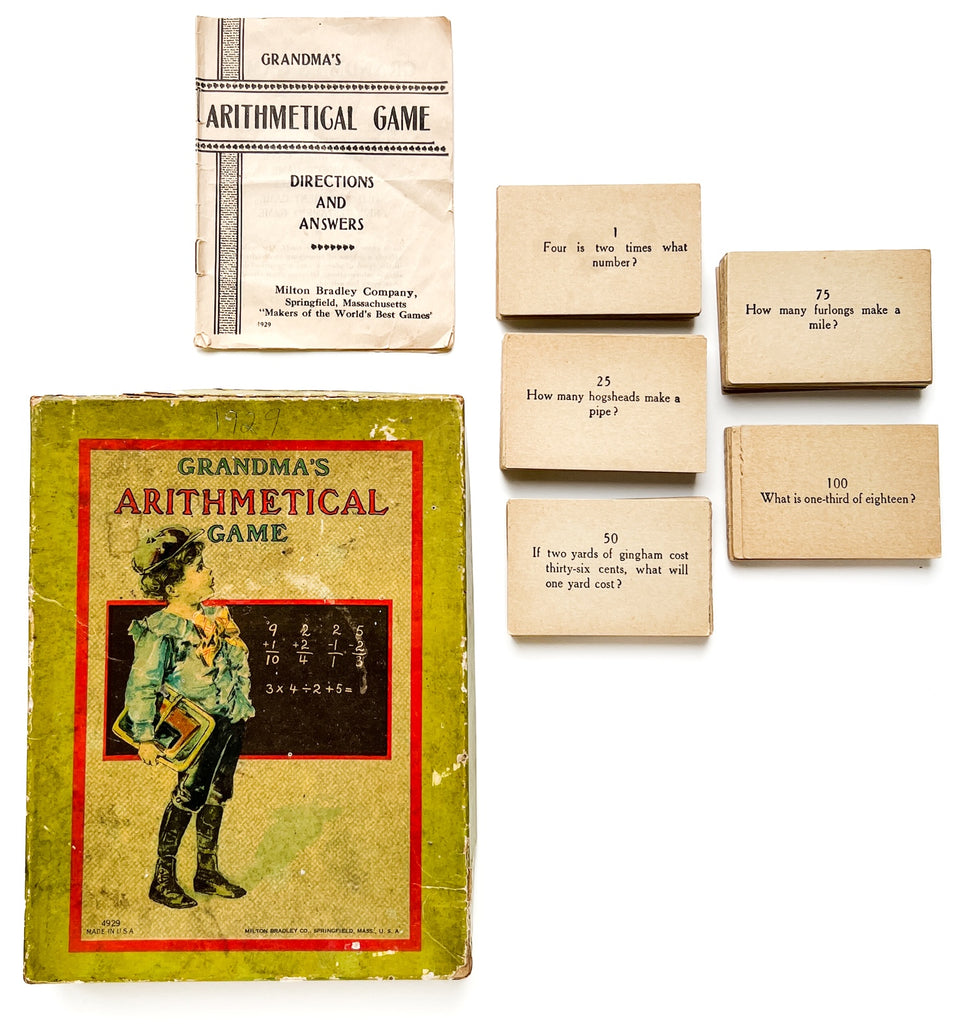 GRANDMA'S
ARITHMETICAL GAME
DIRECTIONS
AND
ANSWERS
Milton Bradley Company,
Springfield, Massachusetts
"Makers of the World's Best Games'
1929
1
Four is two times what
number?
75
How many furlongs make a
mile?
25
How many hogsheads make a
pipe?
100
What is one-third of eighteen?
50
If two yards of gingham cost
thirty-six cents, what will
one yard cost?
1929
GRANDMA'S
ARITHMETICAL
GAME
9 2 2 5
+1 +2 -1 -2
10 4 1 3
3 x 4 ÷ 2 + 5 =
4929
MADE IN U.S.A
MILTON BRADLEY CO., SPRINGFIELD, MASS., U. S. A.